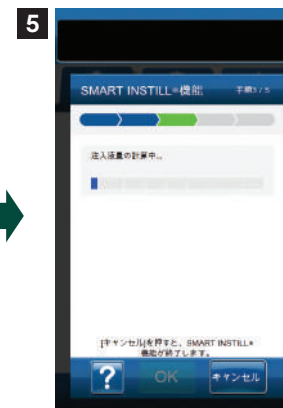 5
SMART INSTILL®機能 手順3/5
注入液量の計算中...
[キャンセル]を押すと、SMART INSTILL®
機能が終了します。
? OK キャンセル